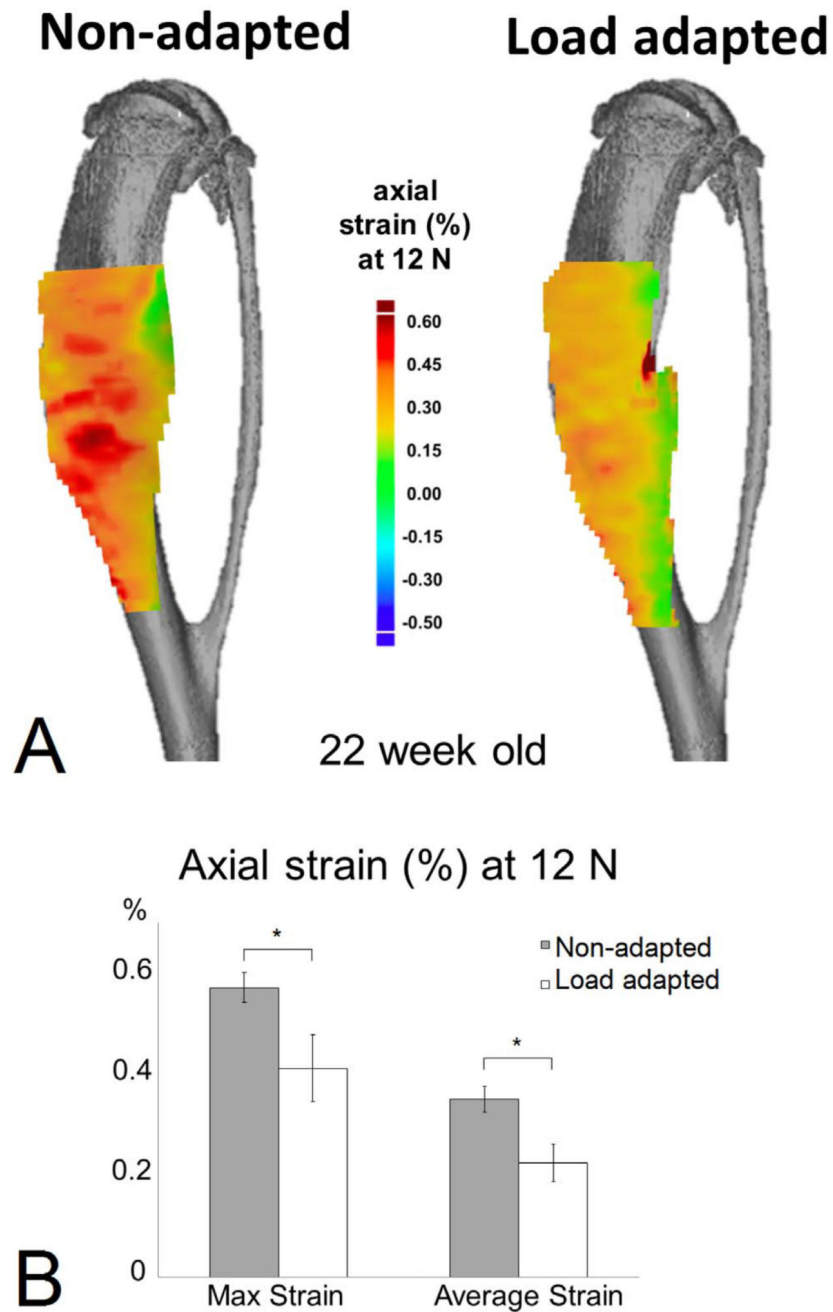 Non-adapted
Load adapted
axial
strain (%)
at 12 N
0.60
0.45
0.30
0.15
0.00
-0.15
-0.30
-0.50
A
22 week old
Axial strain (%) at 12 N
%
*
Non-adapted
Load adapted
0.6
*
0.4
0.2
0
B
Max Strain
Average Strain